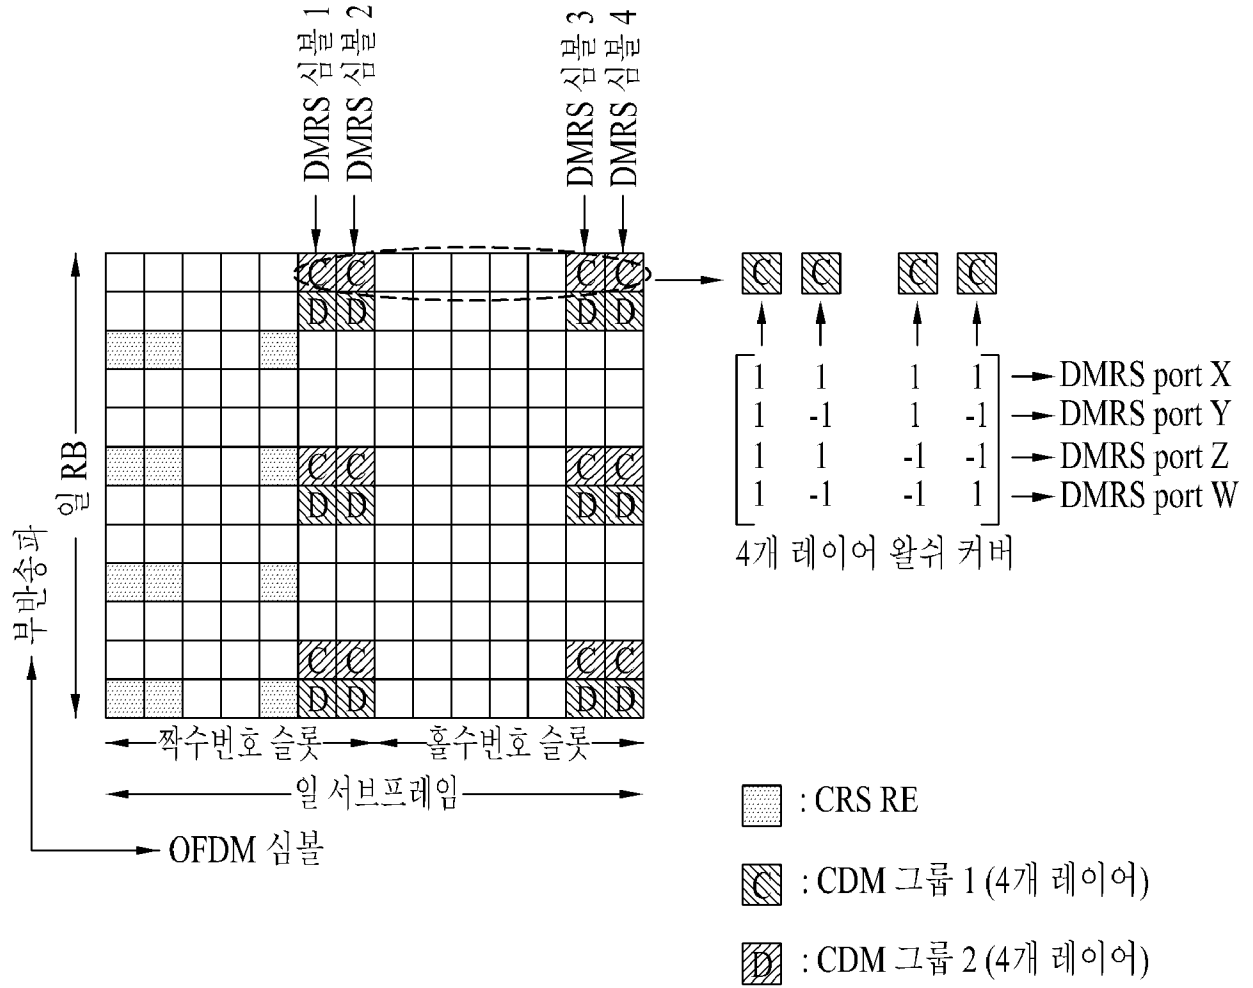 DMRS 심볼 1
DMRS 심볼 2
DMRS 심볼 3
DMRS 심볼 4
C C C C
D D D D
C C C C
D D D D
C C C C
D D D D
일 RB
부반송파
짝수번호 슬롯
홀수번호 슬롯
일 서브프레임
OFDM 심볼
C C C C
1 1 1 1 DMRS port X
1 -1 1 -1 DMRS port Y
1 1 -1 -1 DMRS port Z
1 -1 -1 1 DMRS port W
4개 레이어 왈쉬 커버
: CRS RE
C : CDM 그룹 1 (4개 레이어)
D : CDM 그룹 2 (4개 레이어)